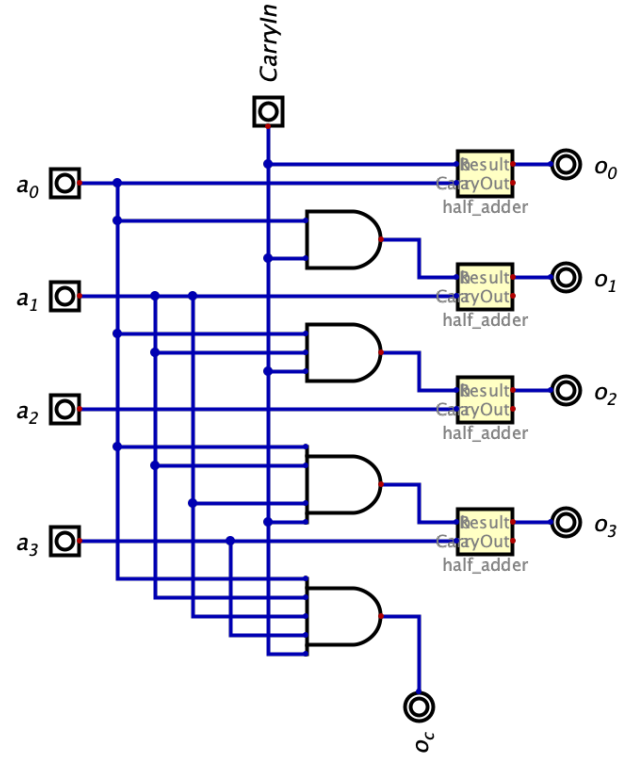 CarryIn
a0
Result
CarryOut
half_adder
o0
a1
Result
CarryOut
half_adder
o1
a2
Result
CarryOut
half_adder
o2
a3
Result
CarryOut
half_adder
o3
oc